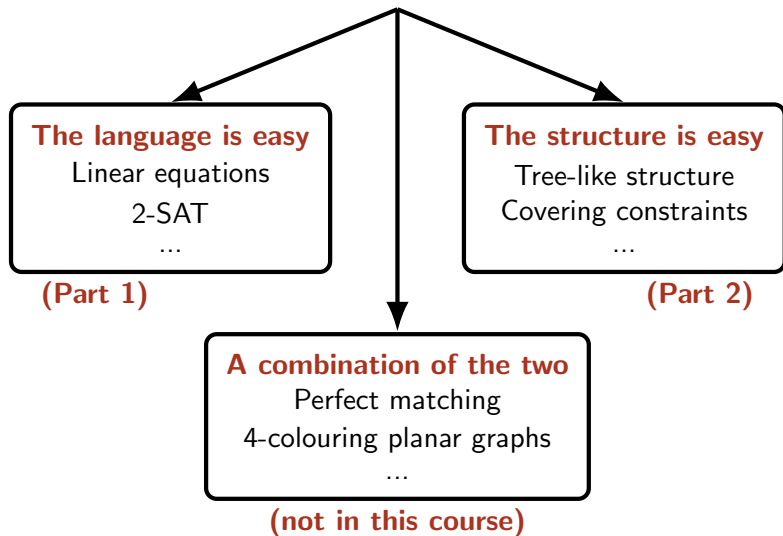 The language is easy
Linear equations
2-SAT
...
(Part 1)
The structure is easy
Tree-like structure
Covering constraints
...
(Part 2)
A combination of the two
Perfect matching
4-colouring planar graphs
...
(not in this course)